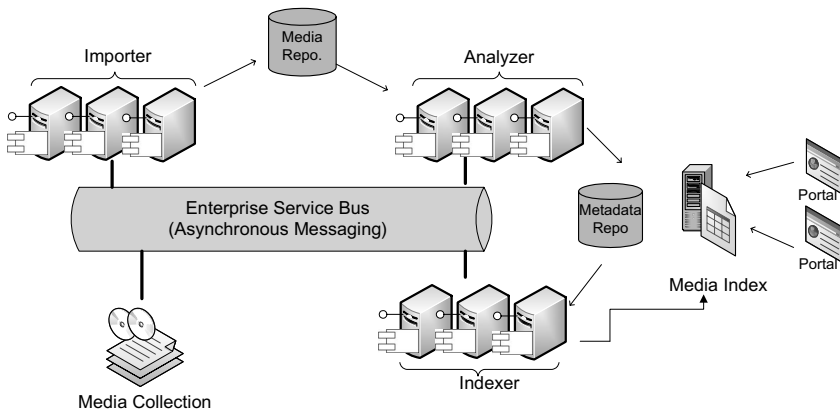 Importer
Media
Repo.
Analyzer
Enterprise Service Bus
(Asynchronous Messaging)
Metadata
Repo
Portal
Portal
Media Index
Indexer
Media Collection